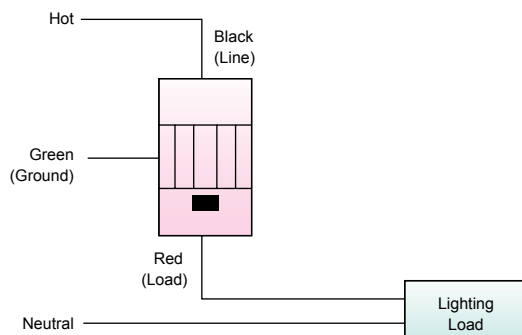 Hot
Black
(Line)
Green
(Ground)
Red
(Load)
Neutral
Lighting
Load